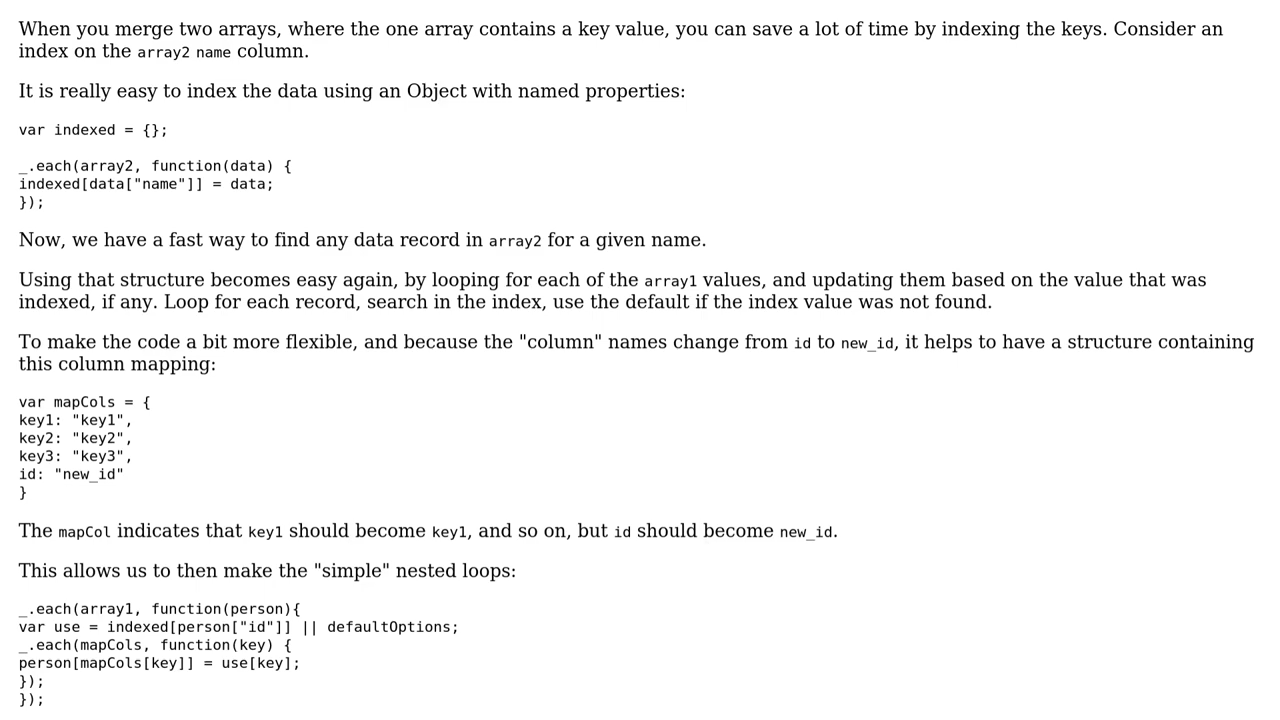 When you merge two arrays, where the one array contains a key value, you can save a lot of time by indexing the keys. Consider an
index on the array2 name column.
It is really easy to index the data using an Object with named properties:
var indexed = {};
_.each(array2, function(data) {
indexed[data["name"]] = data;
});
Now, we have a fast way to find any data record in array2 for a given name.
Using that structure becomes easy again, by looping for each of the array1 values, and updating them based on the value that was
indexed, if any. Loop for each record, search in the index, use the default if the index value was not found.
To make the code a bit more flexible, and because the "column" names change from id to new_id, it helps to have a structure containing
this column mapping:
var mapCols = {
key1: "key1",
key2: "key2",
key3: "key3",
id: "new_id"
}
The mapCol indicates that key1 should become key1, and so on, but id should become new_id.
This allows us to then make the "simple" nested loops:
_.each(array1, function(person){
var use = indexed[person["id"]] || defaultOptions;
_.each(mapCols, function(key) {
person[mapCols[key]] = use[key];
});
});